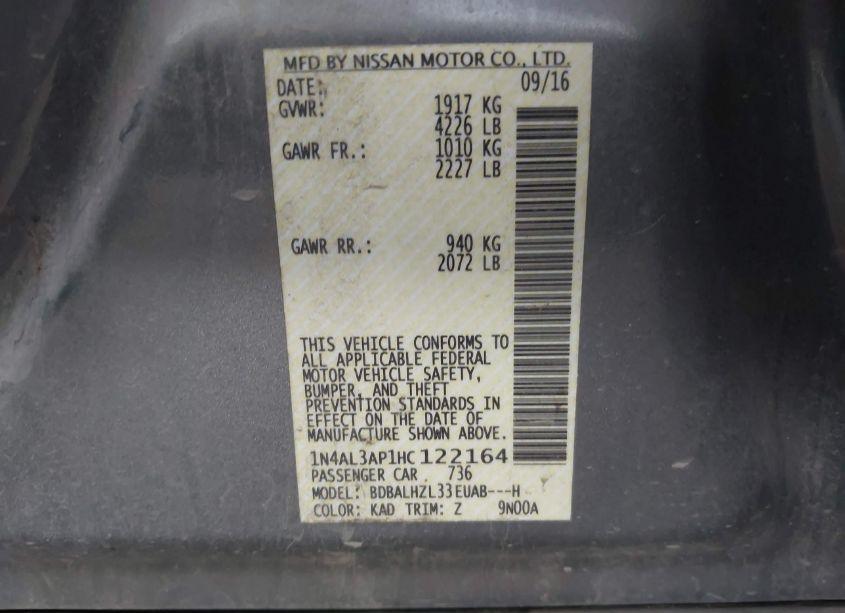 MFD BY NISSAN MOTOR CO., LTD.
DATE: 09/16
GVWR: 1917 KG
4226 LB
GAWR FR.: 1010 KG
2227 LB
GAWR RR.: 940 KG
2072 LB
THIS VEHICLE CONFORMS TO
ALL APPLICABLE FEDERAL
MOTOR VEHICLE SAFETY,
BUMPER, AND THEFT
PREVENTION STANDARDS IN
EFFECT ON THE DATE OF
MANUFACTURE SHOWN ABOVE.
1N4AL3AP1HC122164
PASSENGER CAR 736
MODEL: BDBALHZL33EUAB---H
COLOR: KAD TRIM: Z 9N00A